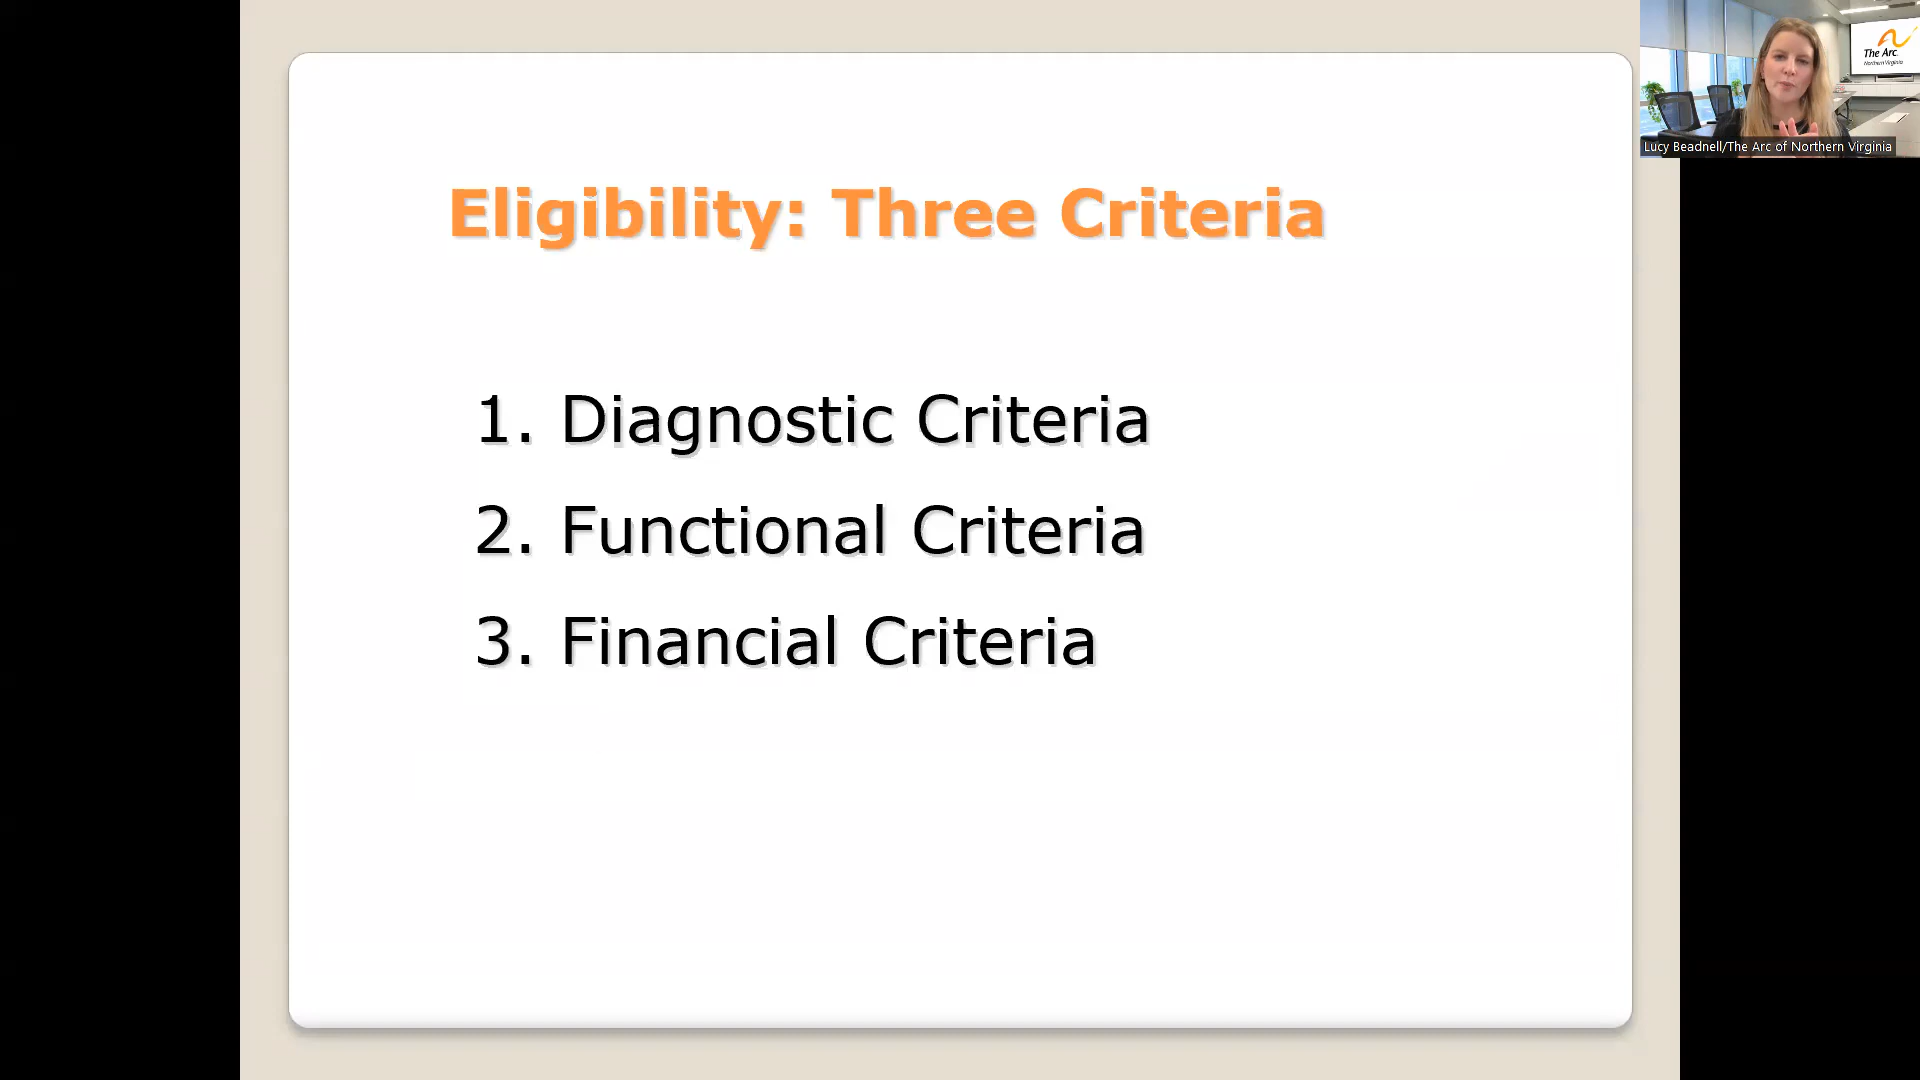 Eligibility: Three Criteria
1. Diagnostic Criteria
2. Functional Criteria
3. Financial Criteria
The Arc.
Northern Virginia
Lucy Beadnell/The Arc of Northern Virginia